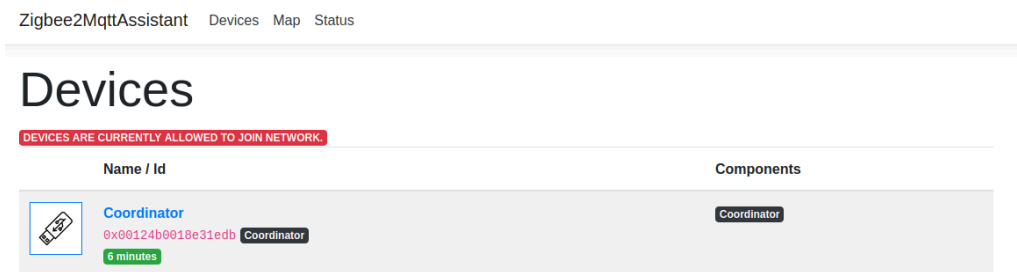 Zigbee2MqttAssistant Devices Map Status
Devices
DEVICES ARE CURRENTLY ALLOWED TO JOIN NETWORK.
Name / Id Components
Coordinator Coordinator
0x00124b0018e31edb Coordinator
6 minutes